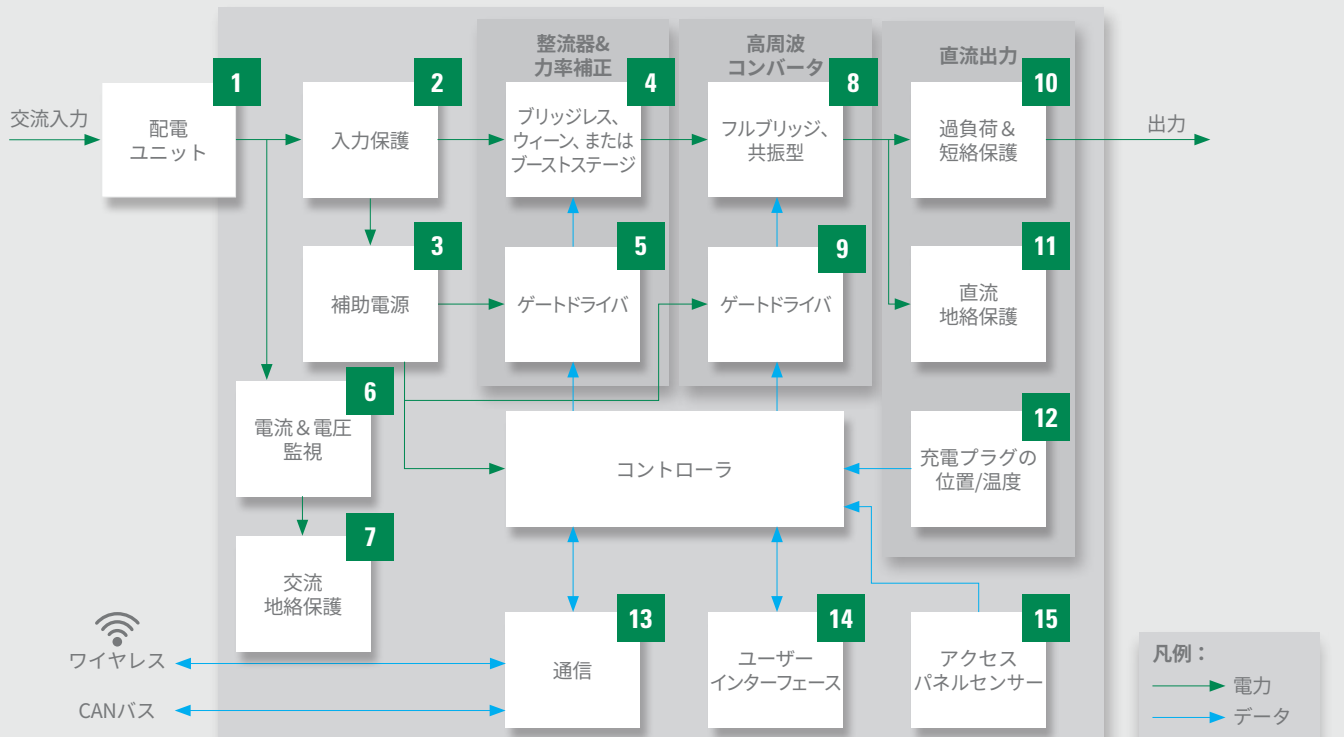 整流器&
力率補正
高周波
コンバータ
直流出力
交流入力
1
配電
ユニット
2
入力保護
4
ブリッジレス、
ウィーン、または
ブーストステージ
8
フルブリッジ、
共振型
10
過負荷＆
短絡保護
出力
3
補助電源
5
ゲートドライバ
9
ゲートドライバ
11
直流
地絡保護
6
電流＆電圧
監視
コントローラ
12
充電プラグの
位置/温度
7
交流
地絡保護
13
通信
14
ユーザー
インターフェース
15
アクセス
パネルセンサー
ワイヤレス
CANバス
凡例：
電力
データ